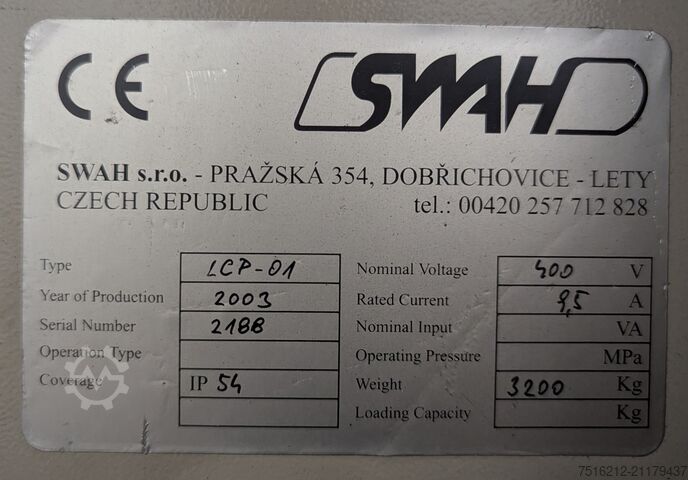 CE SWAH
SWAH s.r.o. - PRAŽSKÁ 354, DOBŘICHOVICE - LETY
CZECH REPUBLIC tel.: 00420 257 712 828
Type LCP-01 Nominal Voltage 400 V
Year of Production 2003 Rated Current 9,5 A
Serial Number 2188 Nominal Input VA
Operation Type Operating Pressure MPa
Coverage IP 54 Weight 3200 Kg
Loading Capacity Kg
7516212-21179437